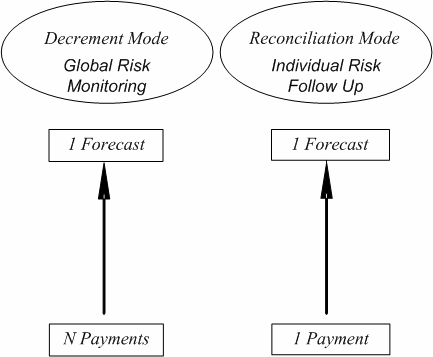 Decrement Mode
Global Risk
Monitoring
Reconciliation Mode
Individual Risk
Follow Up
1 Forecast
1 Forecast
N Payments
1 Payment